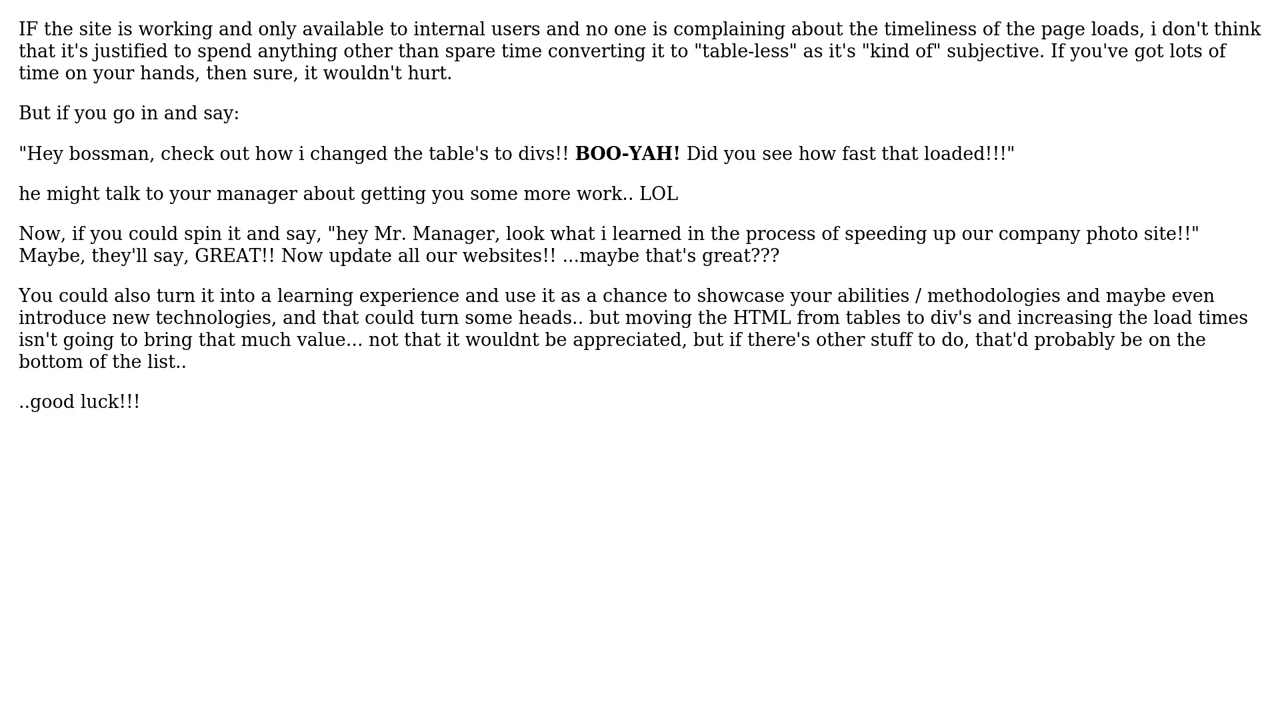 IF the site is working and only available to internal users and no one is complaining about the timeliness of the page loads, i don't think
that it's justified to spend anything other than spare time converting it to "table-less" as it's "kind of" subjective. If you've got lots of
time on your hands, then sure, it wouldn't hurt.
But if you go in and say:
"Hey bossman, check out how i changed the table's to divs!! BOO-YAH! Did you see how fast that loaded!!!"
he might talk to your manager about getting you some more work.. LOL
Now, if you could spin it and say, "hey Mr. Manager, look what i learned in the process of speeding up our company photo site!!"
Maybe, they'll say, GREAT!! Now update all our websites!! ...maybe that's great???
You could also turn it into a learning experience and use it as a chance to showcase your abilities / methodologies and maybe even
introduce new technologies, and that could turn some heads.. but moving the HTML from tables to div's and increasing the load times
isn't going to bring that much value... not that it wouldnt be appreciated, but if there's other stuff to do, that'd probably be on the
bottom of the list..
..good luck!!!